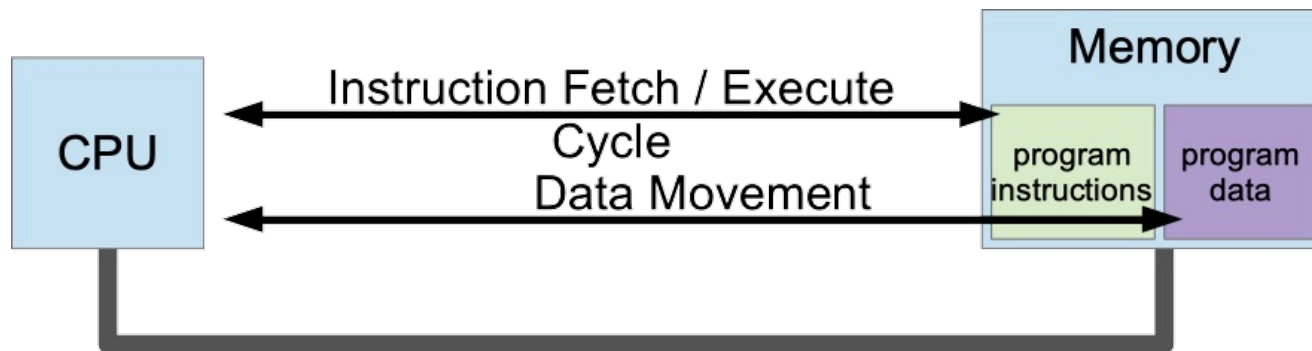 Memory
Instruction Fetch / Execute
Cycle
CPU
program
instructions
program
data
Data Movement